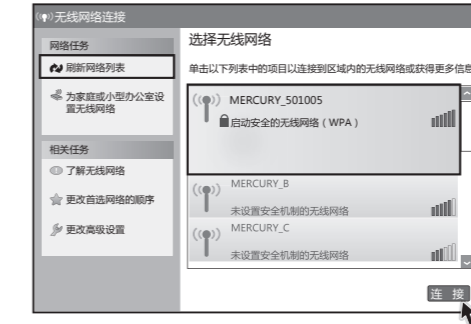 无线网络连接
网络任务
刷新网络列表
为家庭或小型办公室设
置无线网络
相关任务
了解无线网络
更改首选网络的顺序
更改高级设置
选择无线网络
单击以下列表中的项目以连接到区域内的无线网络或获得更多信息
MERCURY_501005
启动安全的无线网络（WPA）
MERCURY_B
未设置安全机制的无线网络
MERCURY_C
未设置安全机制的无线网络
连 接